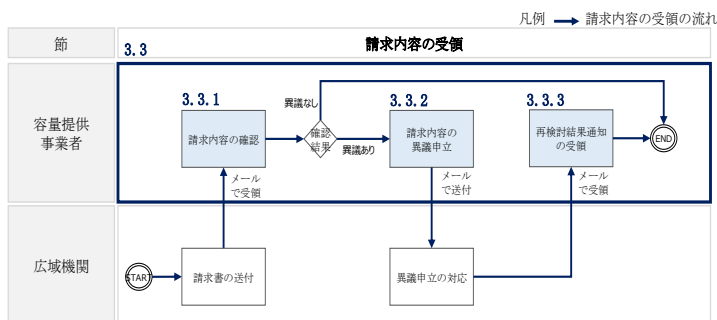 凡例 請求内容の受領の流れ
節
3.3
請求内容の受領
容量提供
事業者
3.3.1
請求内容の確認
異議なし
確認
結果
異議あり
3.3.2
請求内容の
異議申立
3.3.3
再検討結果通知
の受領
END
メール
で受領
メール
で送付
メール
で受領
広域機関
START
請求書の送付
異議申立の対応